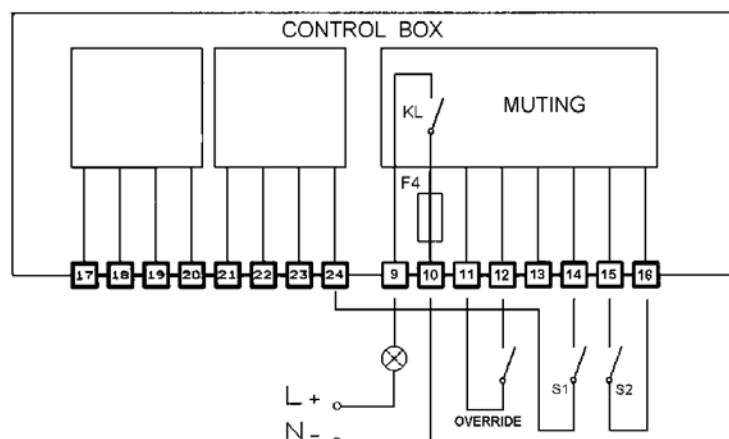 CONTROL BOX
KL
MUTING
F4
17 18 19 20 21 22 23 24 9 10 11 12 13 14 15 16
L +
S1 S2
OVERRIDE
N -